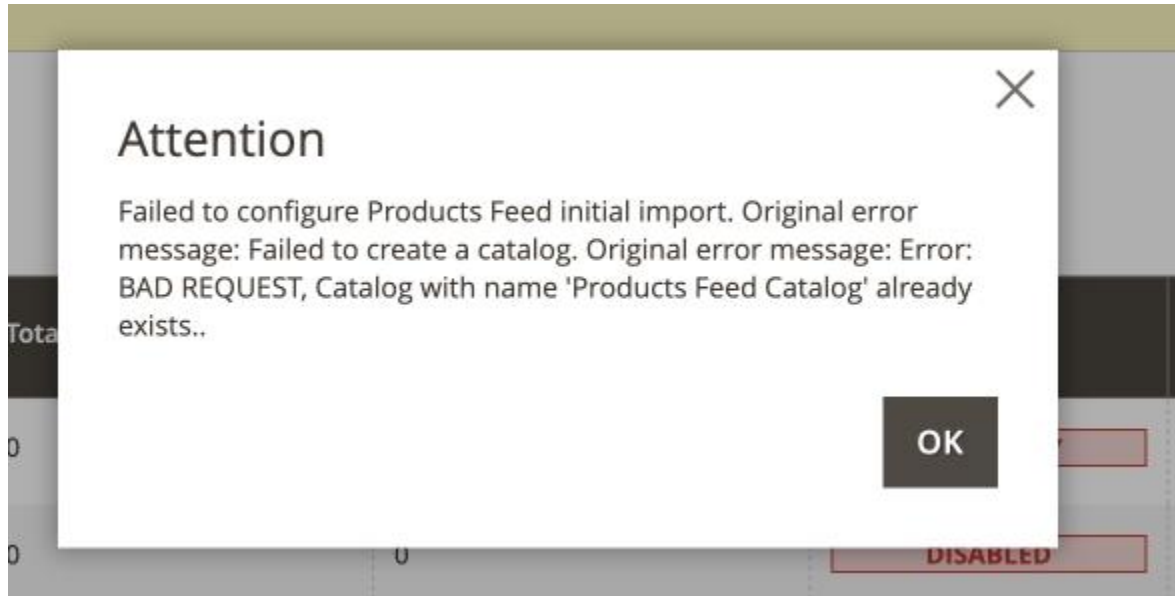 Attention
Failed to configure Products Feed initial import. Original error
message: Failed to create a catalog. Original error message: Error:
BAD REQUEST, Catalog with name 'Products Feed Catalog' already
exists..
Tota
0
OK
0
0
DISABLED